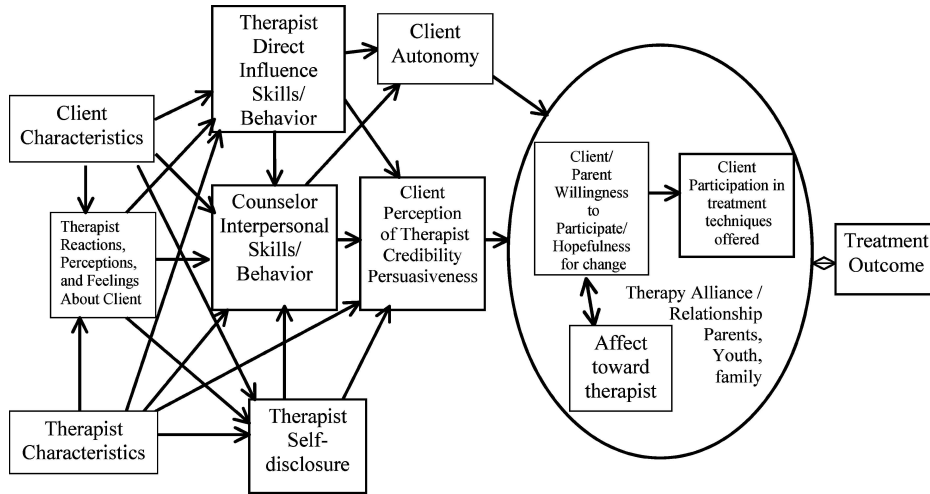 Therapist
Direct
Influence
Skills/
Behavior
Client
Autonomy
Client
Characteristics
Therapist
Reactions,
Perceptions,
and Feelings
About Client
Counselor
Interpersonal
Skills/
Behavior
Client
Perception
of Therapist
Credibility
Persuasiveness
Client/
Parent
Willingness
to
Participate/
Hopefulness
for change
Client
Participation in
treatment
techniques
offered
Treatment
Outcome
Therapy Alliance /
Relationship
Parents,
Youth,
family
Affect
toward
therapist
Therapist
Characteristics
Therapist
Self-
disclosure